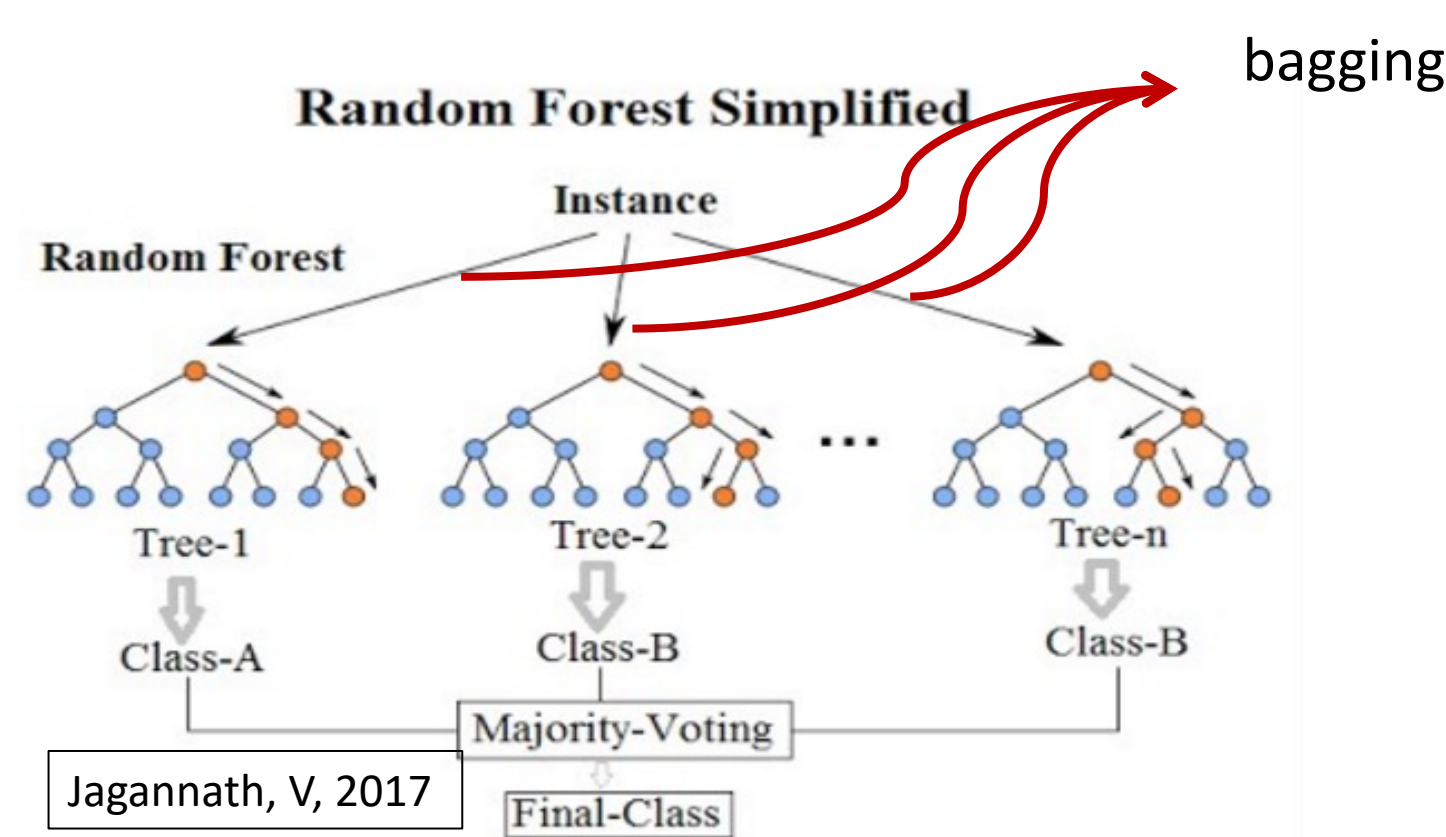 bagging
Random Forest Simplified
Instance
Random Forest
...
Tree-1
Tree-2
Tree-n
Class-A
Class-B
Class-B
Majority-Voting
Jagannath, V, 2017
Final-Class